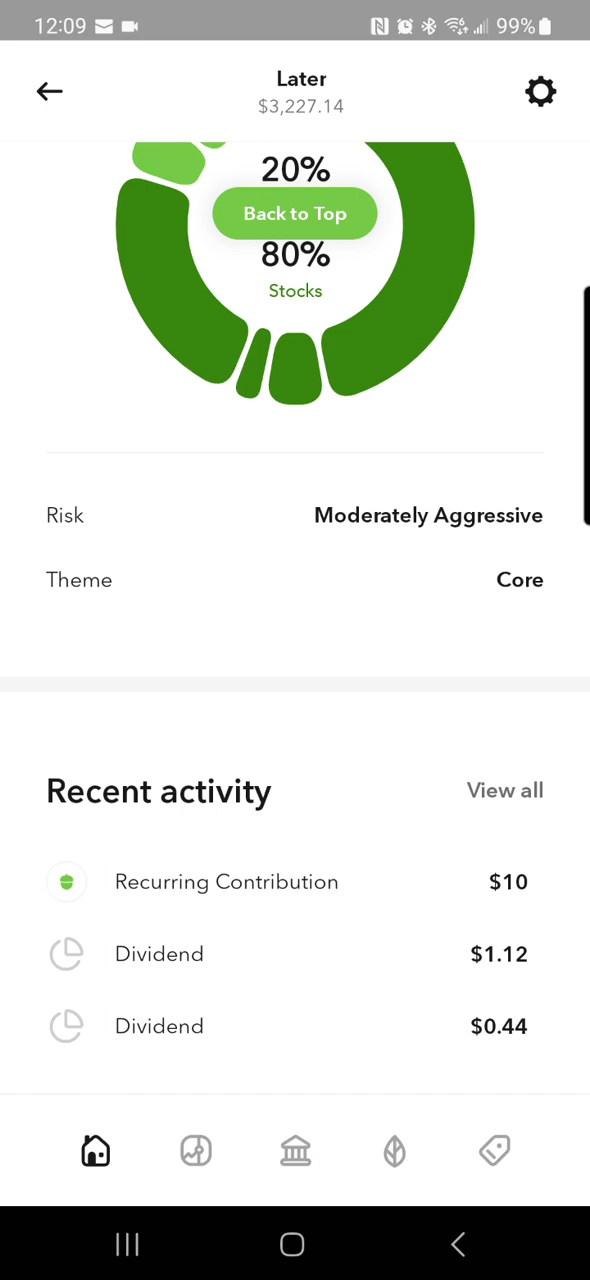 12:09 99%
Later
$3,227.14
20%
Back to Top
80%
Stocks
Risk Moderately Aggressive
Theme Core
Recent activity View all
Recurring Contribution $10
Dividend $1.12
Dividend $0.44